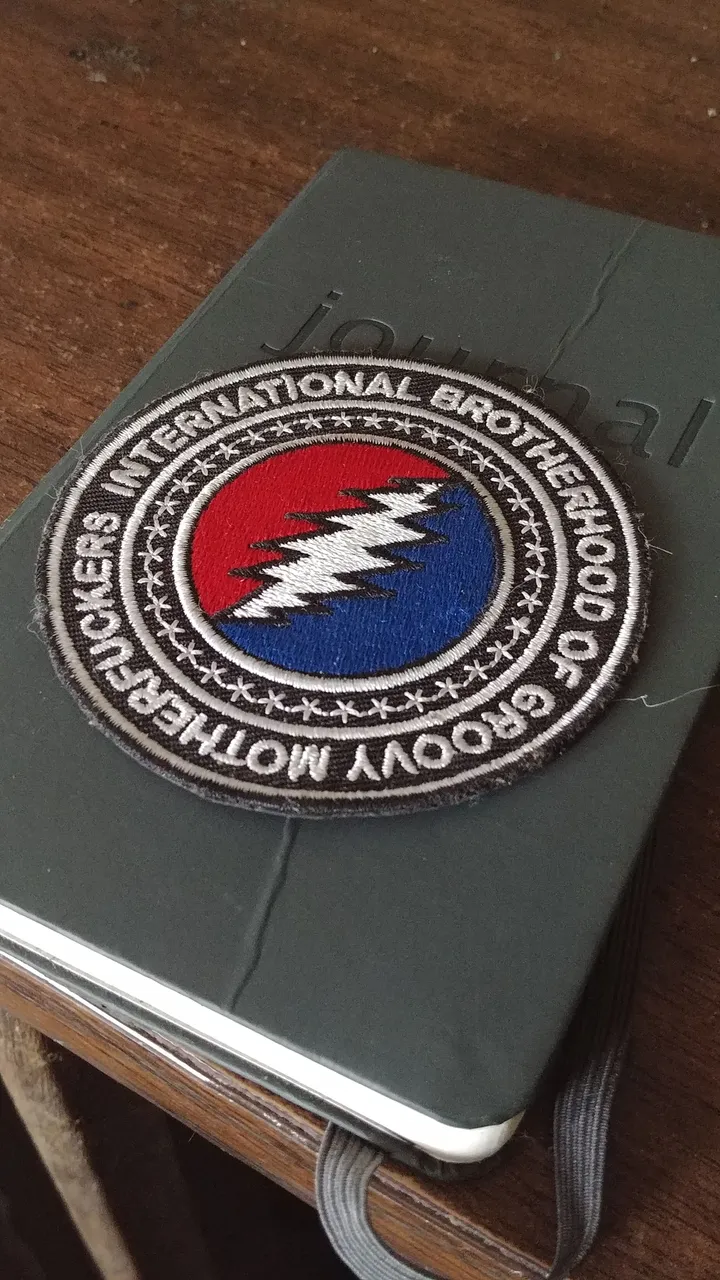 journal
INTERNATIONAL BROTHERHOOD OF GROOVY MOTHERFUCKERS